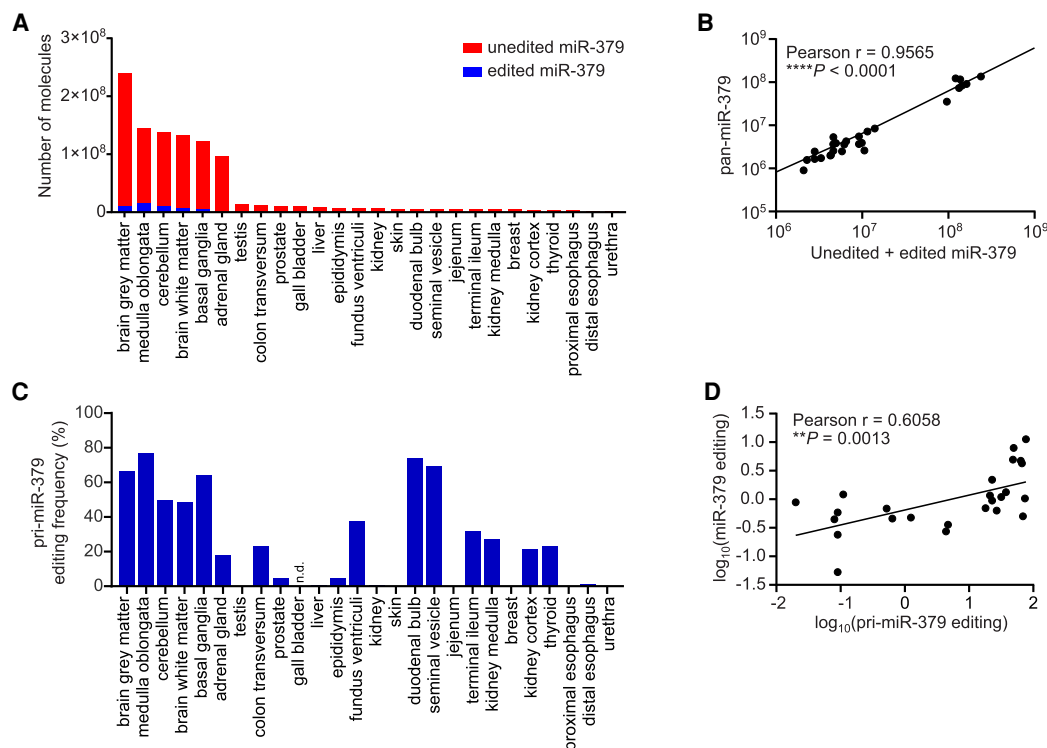 A
3×10⁸
2×10⁸
1×10⁸
0
Number of molecules
unedited miR-379
edited miR-379
brain grey matter
medulla oblongata
cerebellum
brain white matter
basal ganglia
adrenal gland
testis
colon transversum
prostate
gall bladder
liver
epididymis
fundus ventriculi
kidney
skin
duodenal bulb
seminal vesicle
jejenum
terminal ileum
kidney medulla
breast
kidney cortex
thyroid
proximal esophagus
distal esophagus
urethra
B
Pearson r = 0.9565
****P < 0.0001
pan-miR-379
10⁹
10⁸
10⁷
10⁶
10⁵
10⁶
10⁷
10⁸
10⁹
Unedited + edited miR-379
C
pri-miR-379
editing frequency (%)
100
80
60
40
20
0
n.d.
brain grey matter
medulla oblongata
cerebellum
brain white matter
basal ganglia
adrenal gland
testis
colon transversum
prostate
gall bladder
liver
epididymis
fundus ventriculi
kidney
skin
duodenal bulb
seminal vesicle
jejenum
terminal ileum
kidney medulla
breast
kidney cortex
thyroid
proximal esophagus
distal esophagus
urethra
D
Pearson r = 0.6058
**P = 0.0013
log₁₀(miR-379 editing)
1.5
1.0
0.5
0.0
-0.5
-1.0
-1.5
-2
-1
0
1
2
log₁₀(pri-miR-379 editing)